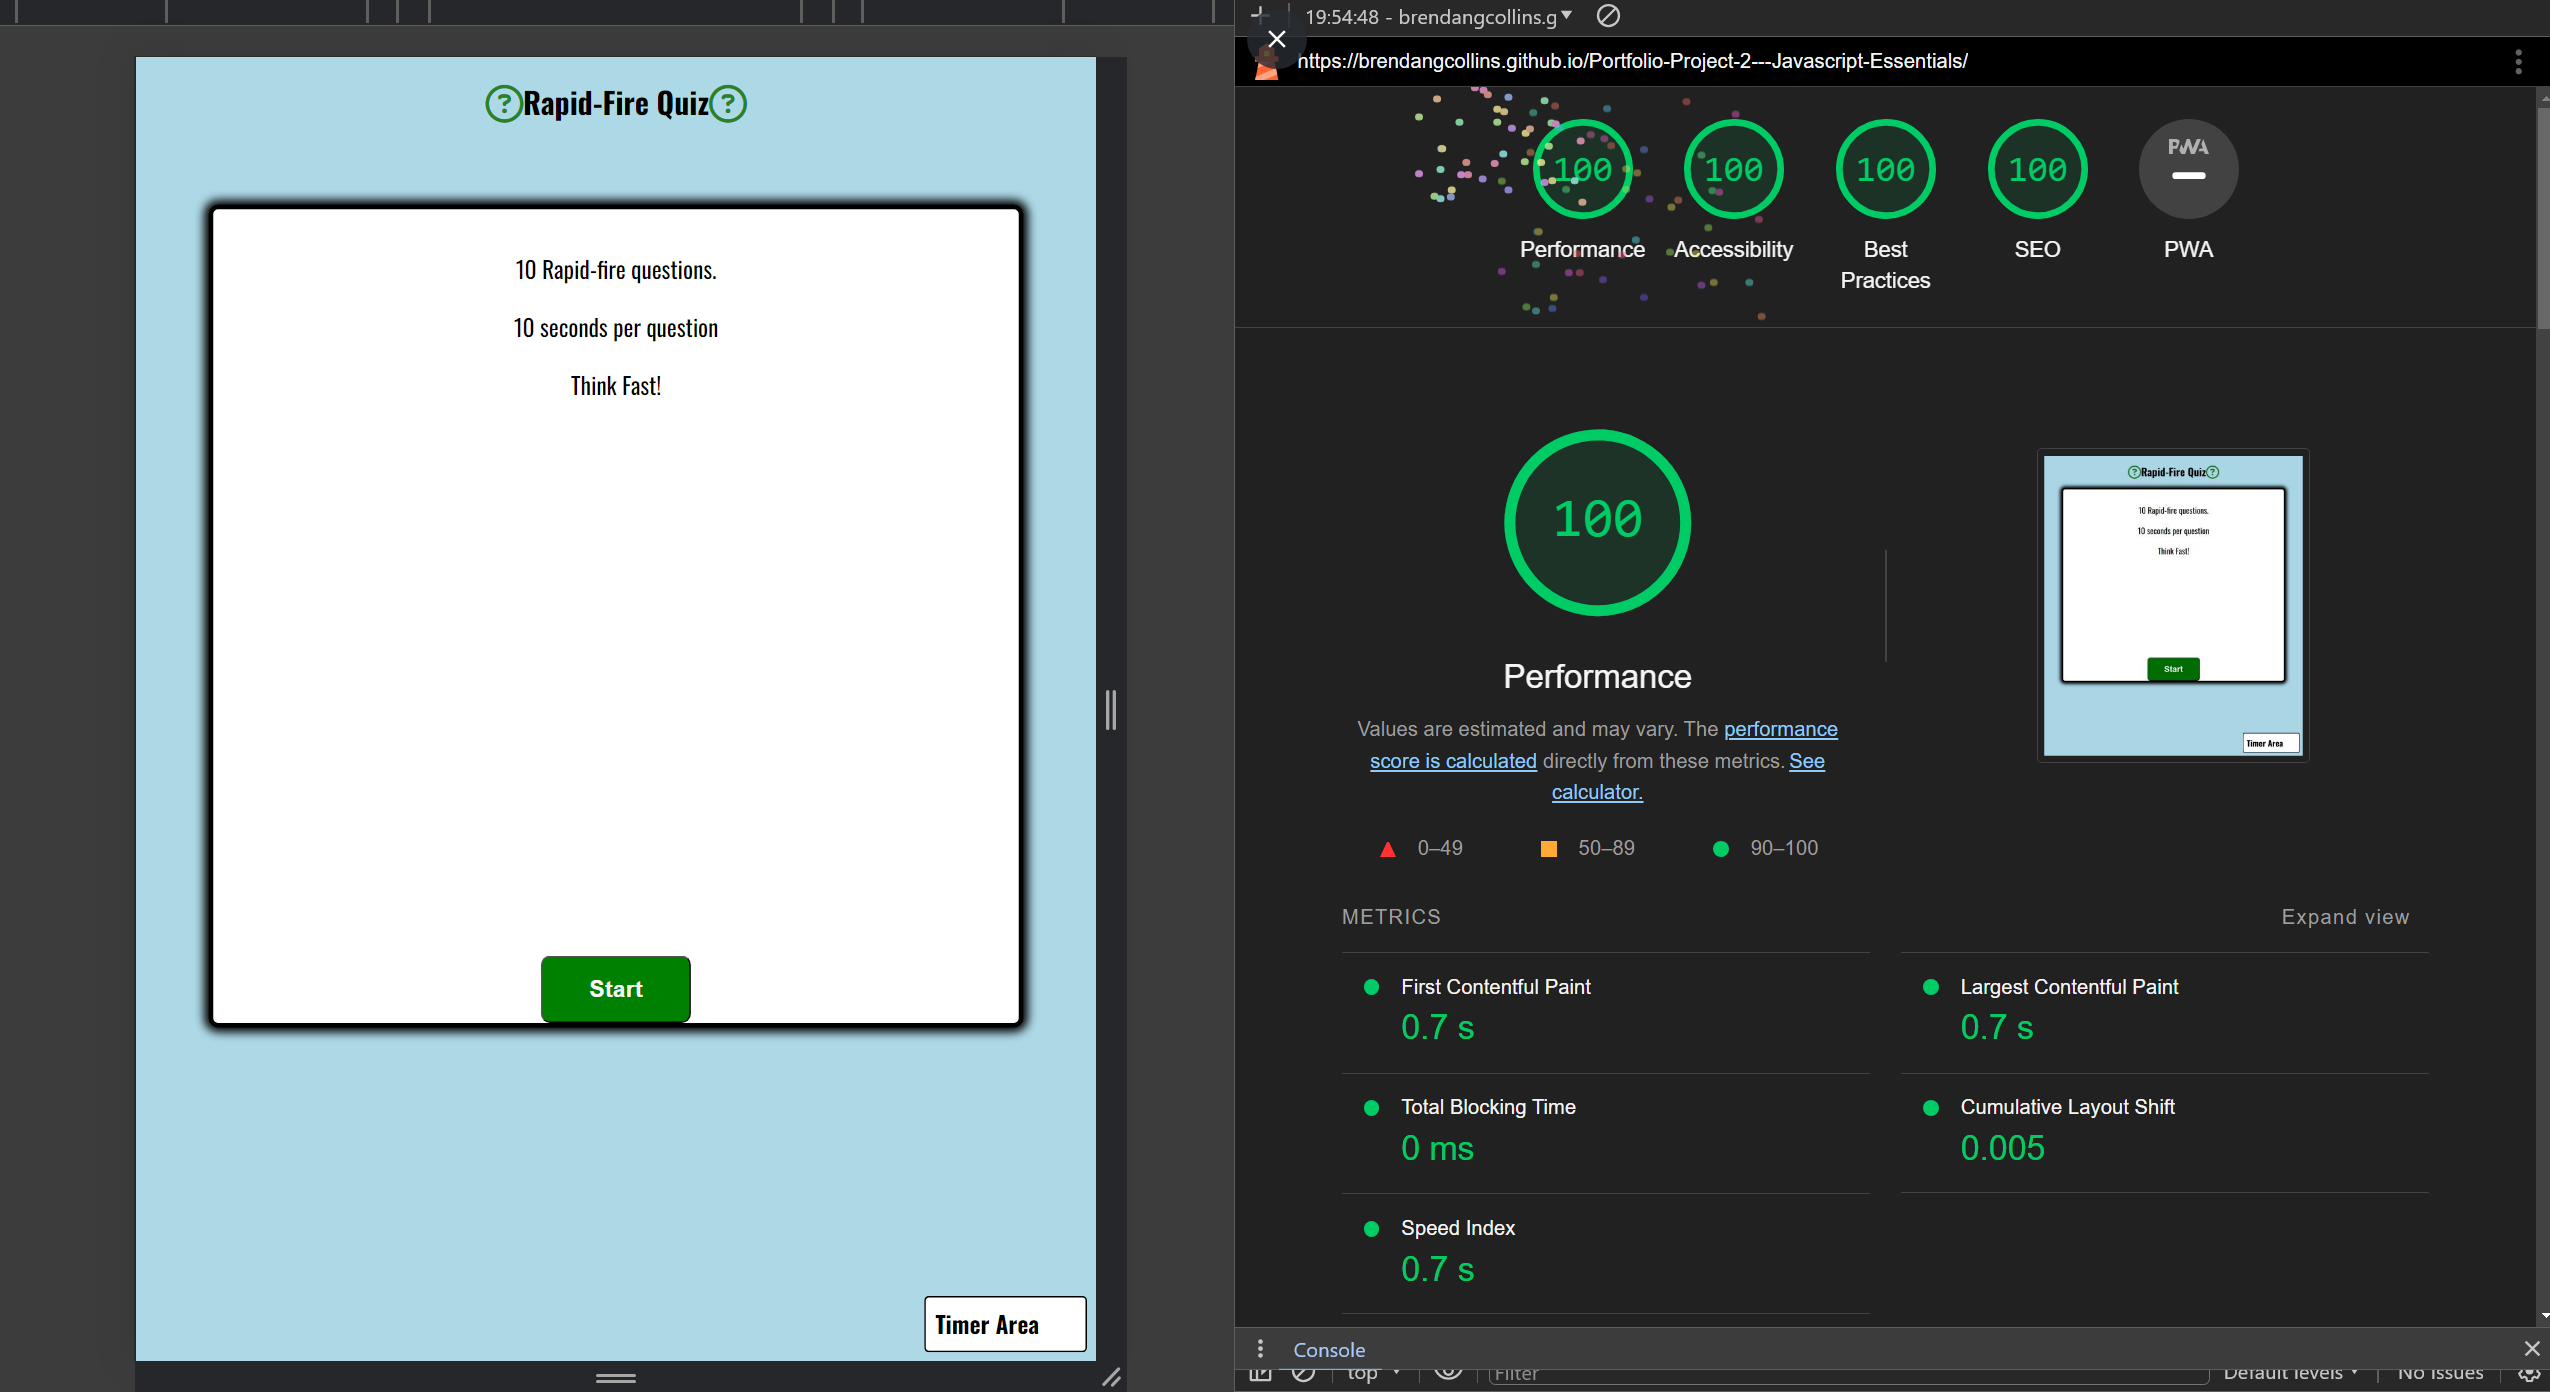 ?Rapid-Fire Quiz?
10 Rapid-fire questions.
10 seconds per question
Think Fast!
Start
Timer Area
19:54:48 - brendangcollins.g
https://brendangcollins.github.io/Portfolio-Project-2---Javascript-Essentials/
100
100
100
100
PWA
Performance
Accessibility
Best
Practices
SEO
PWA
100
Performance
Values are estimated and may vary. The performance
score is calculated directly from these metrics. See
calculator.
0–49
50–89
90–100
?Rapid-Fire Quiz?
10 Rapid-fire questions.
10 seconds per question
Think Fast!
Start
Timer Area
METRICS
Expand view
First Contentful Paint
0.7 s
Largest Contentful Paint
0.7 s
Total Blocking Time
0 ms
Cumulative Layout Shift
0.005
Speed Index
0.7 s
Console
top
Filter
Default levels
No Issues